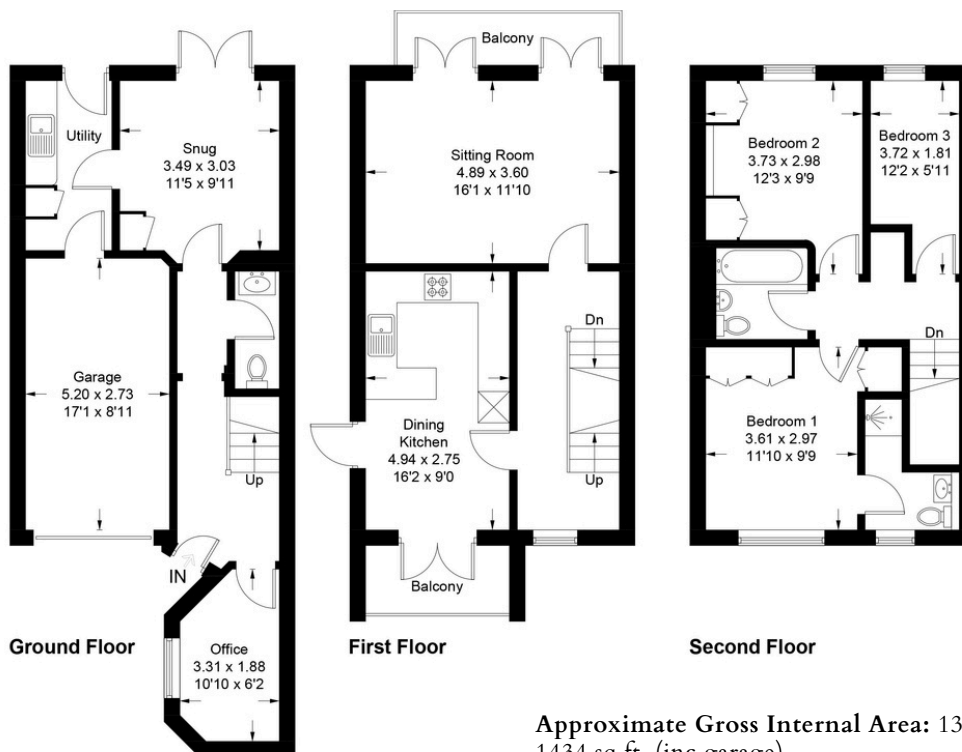 Utility
Snug
3.49 x 3.03
11'5 x 9'11
Garage
5.20 x 2.73
17'1 x 8'11
Up
IN
Office
3.31 x 1.88
10'10 x 6'2
Ground Floor
Balcony
Sitting Room
4.89 x 3.60
16'1 x 11'10
Dn
Dining
Kitchen
4.94 x 2.75
16'2 x 9'0
Up
Balcony
First Floor
Bedroom 2
3.73 x 2.98
12'3 x 9'9
Bedroom 3
3.72 x 1.81
12'2 x 5'11
Dn
Bedroom 1
3.61 x 2.97
11'10 x 9'9
Second Floor
Approximate Gross Internal Area: 13
1434 sq ft (inc garage)